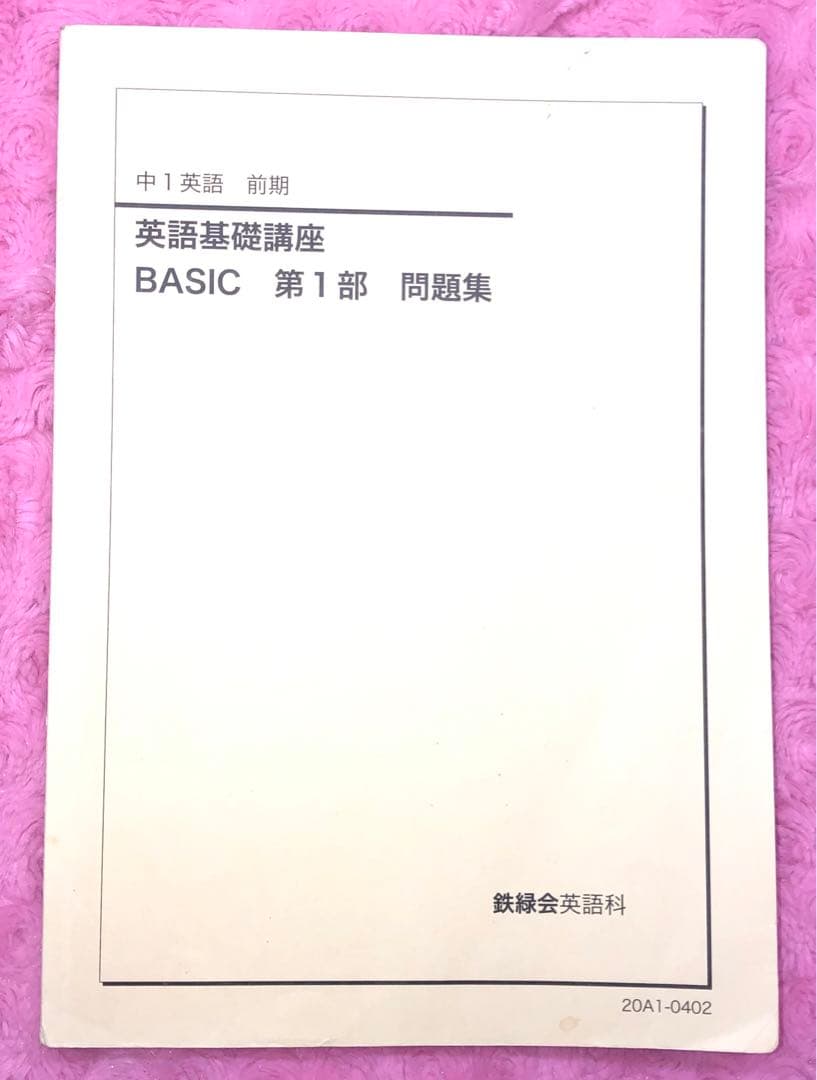 中1英語　前期
英語基礎講座
BASIC　第1部　問題集
鉄緑会英語科
20A1-0402